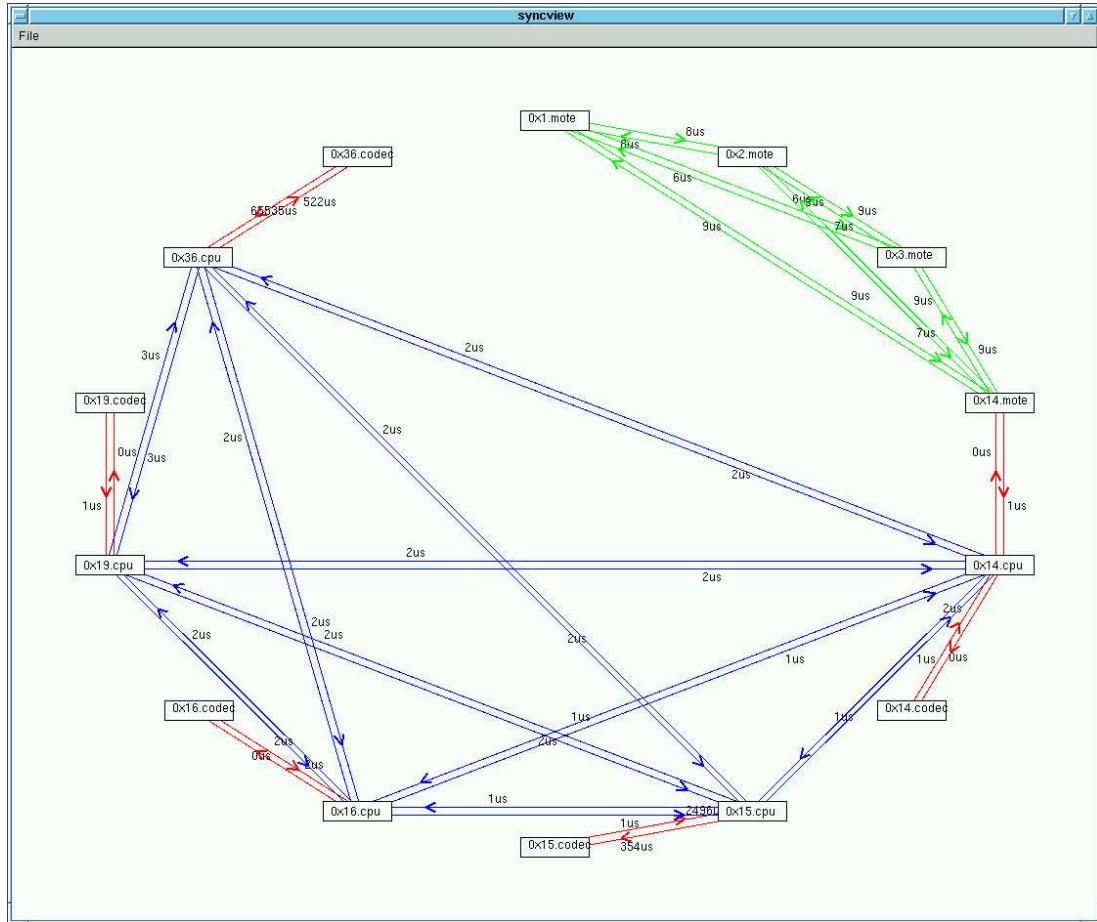 syncview
File
0x1.mote
8us
0x36.codec
8us
0x2.mote
6us
522us
65535us
6us
9us
9us
7us
0x36.cpu
0x3.mote
9us
9us
7us
2us
3us
9us
0x19.codec
0x14.mote
2us
2us
0us
3us
0us
2us
1us
1us
2us
0x19.cpu
0x14.cpu
2us
2us
2us
2us
2us
2us
1us
1us
0us
0x16.codec
0x14.codec
1us
1us
2us
2us
0us
1us
0x16.cpu
0x15.cpu
1us
0x15.codec
354us